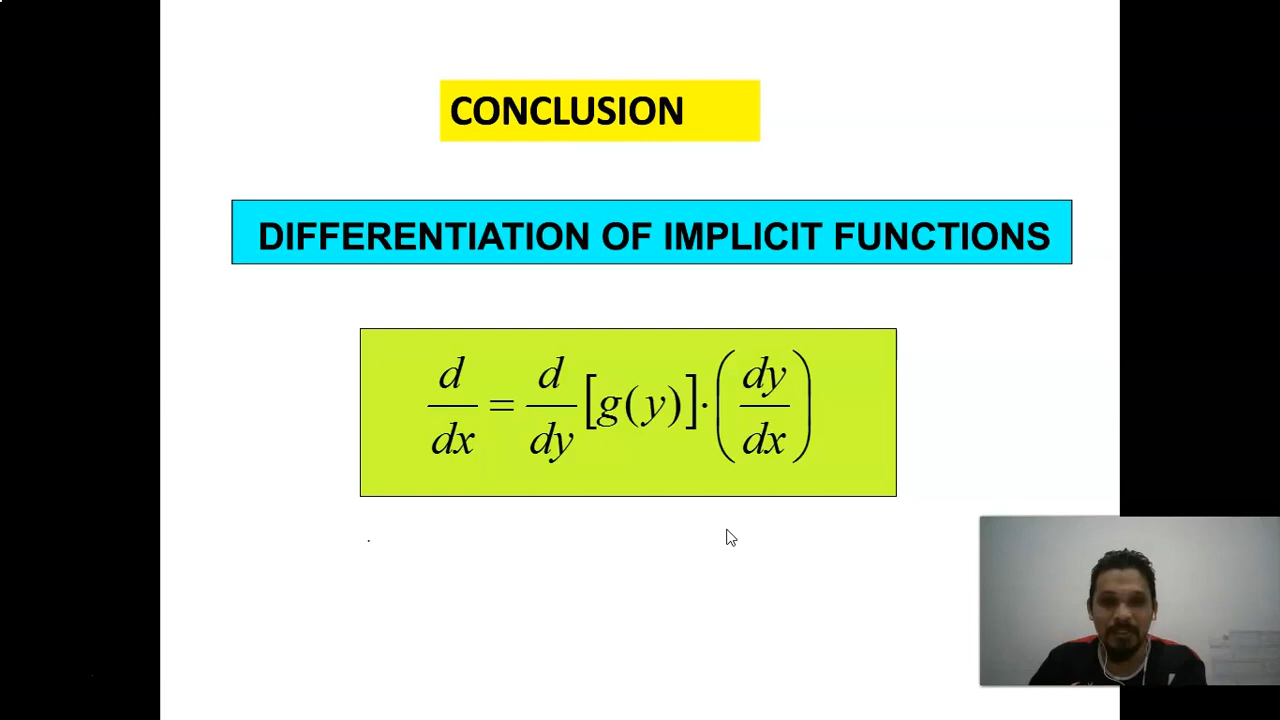 CONCLUSION
DIFFERENTIATION OF IMPLICIT FUNCTIONS
d/dx = d/dy [g(y)]·(dy/dx)